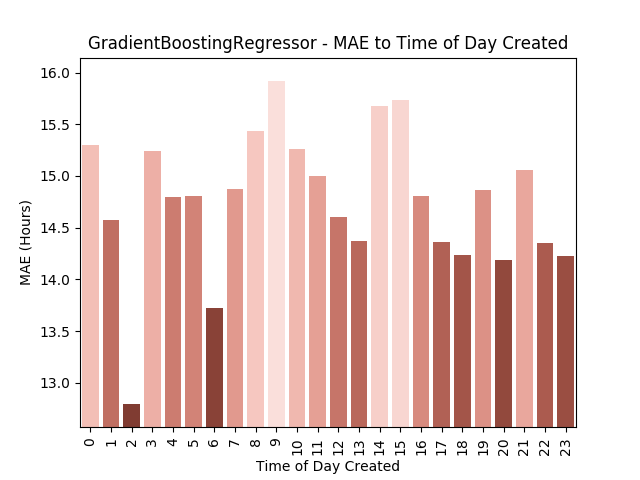 GradientBoostingRegressor - MAE to Time of Day Created
16.0
15.5
15.0
14.5
14.0
13.5
13.0
MAE (Hours)
0 1 2 3 4 5 6 7 8 9 10 11 12 13 14 15 16 17 18 19 20 21 22 23
Time of Day Created